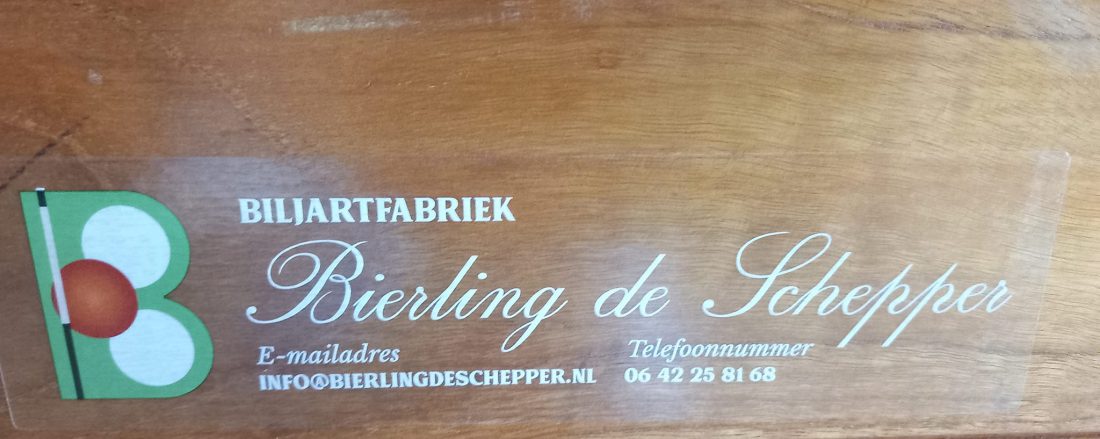 BILJARTFABRIEK
Bierling de Schepper
E-mailadres Telefoonnummer
INFO@BIERLINGDESCHEPPER.NL 06 42 25 81 68